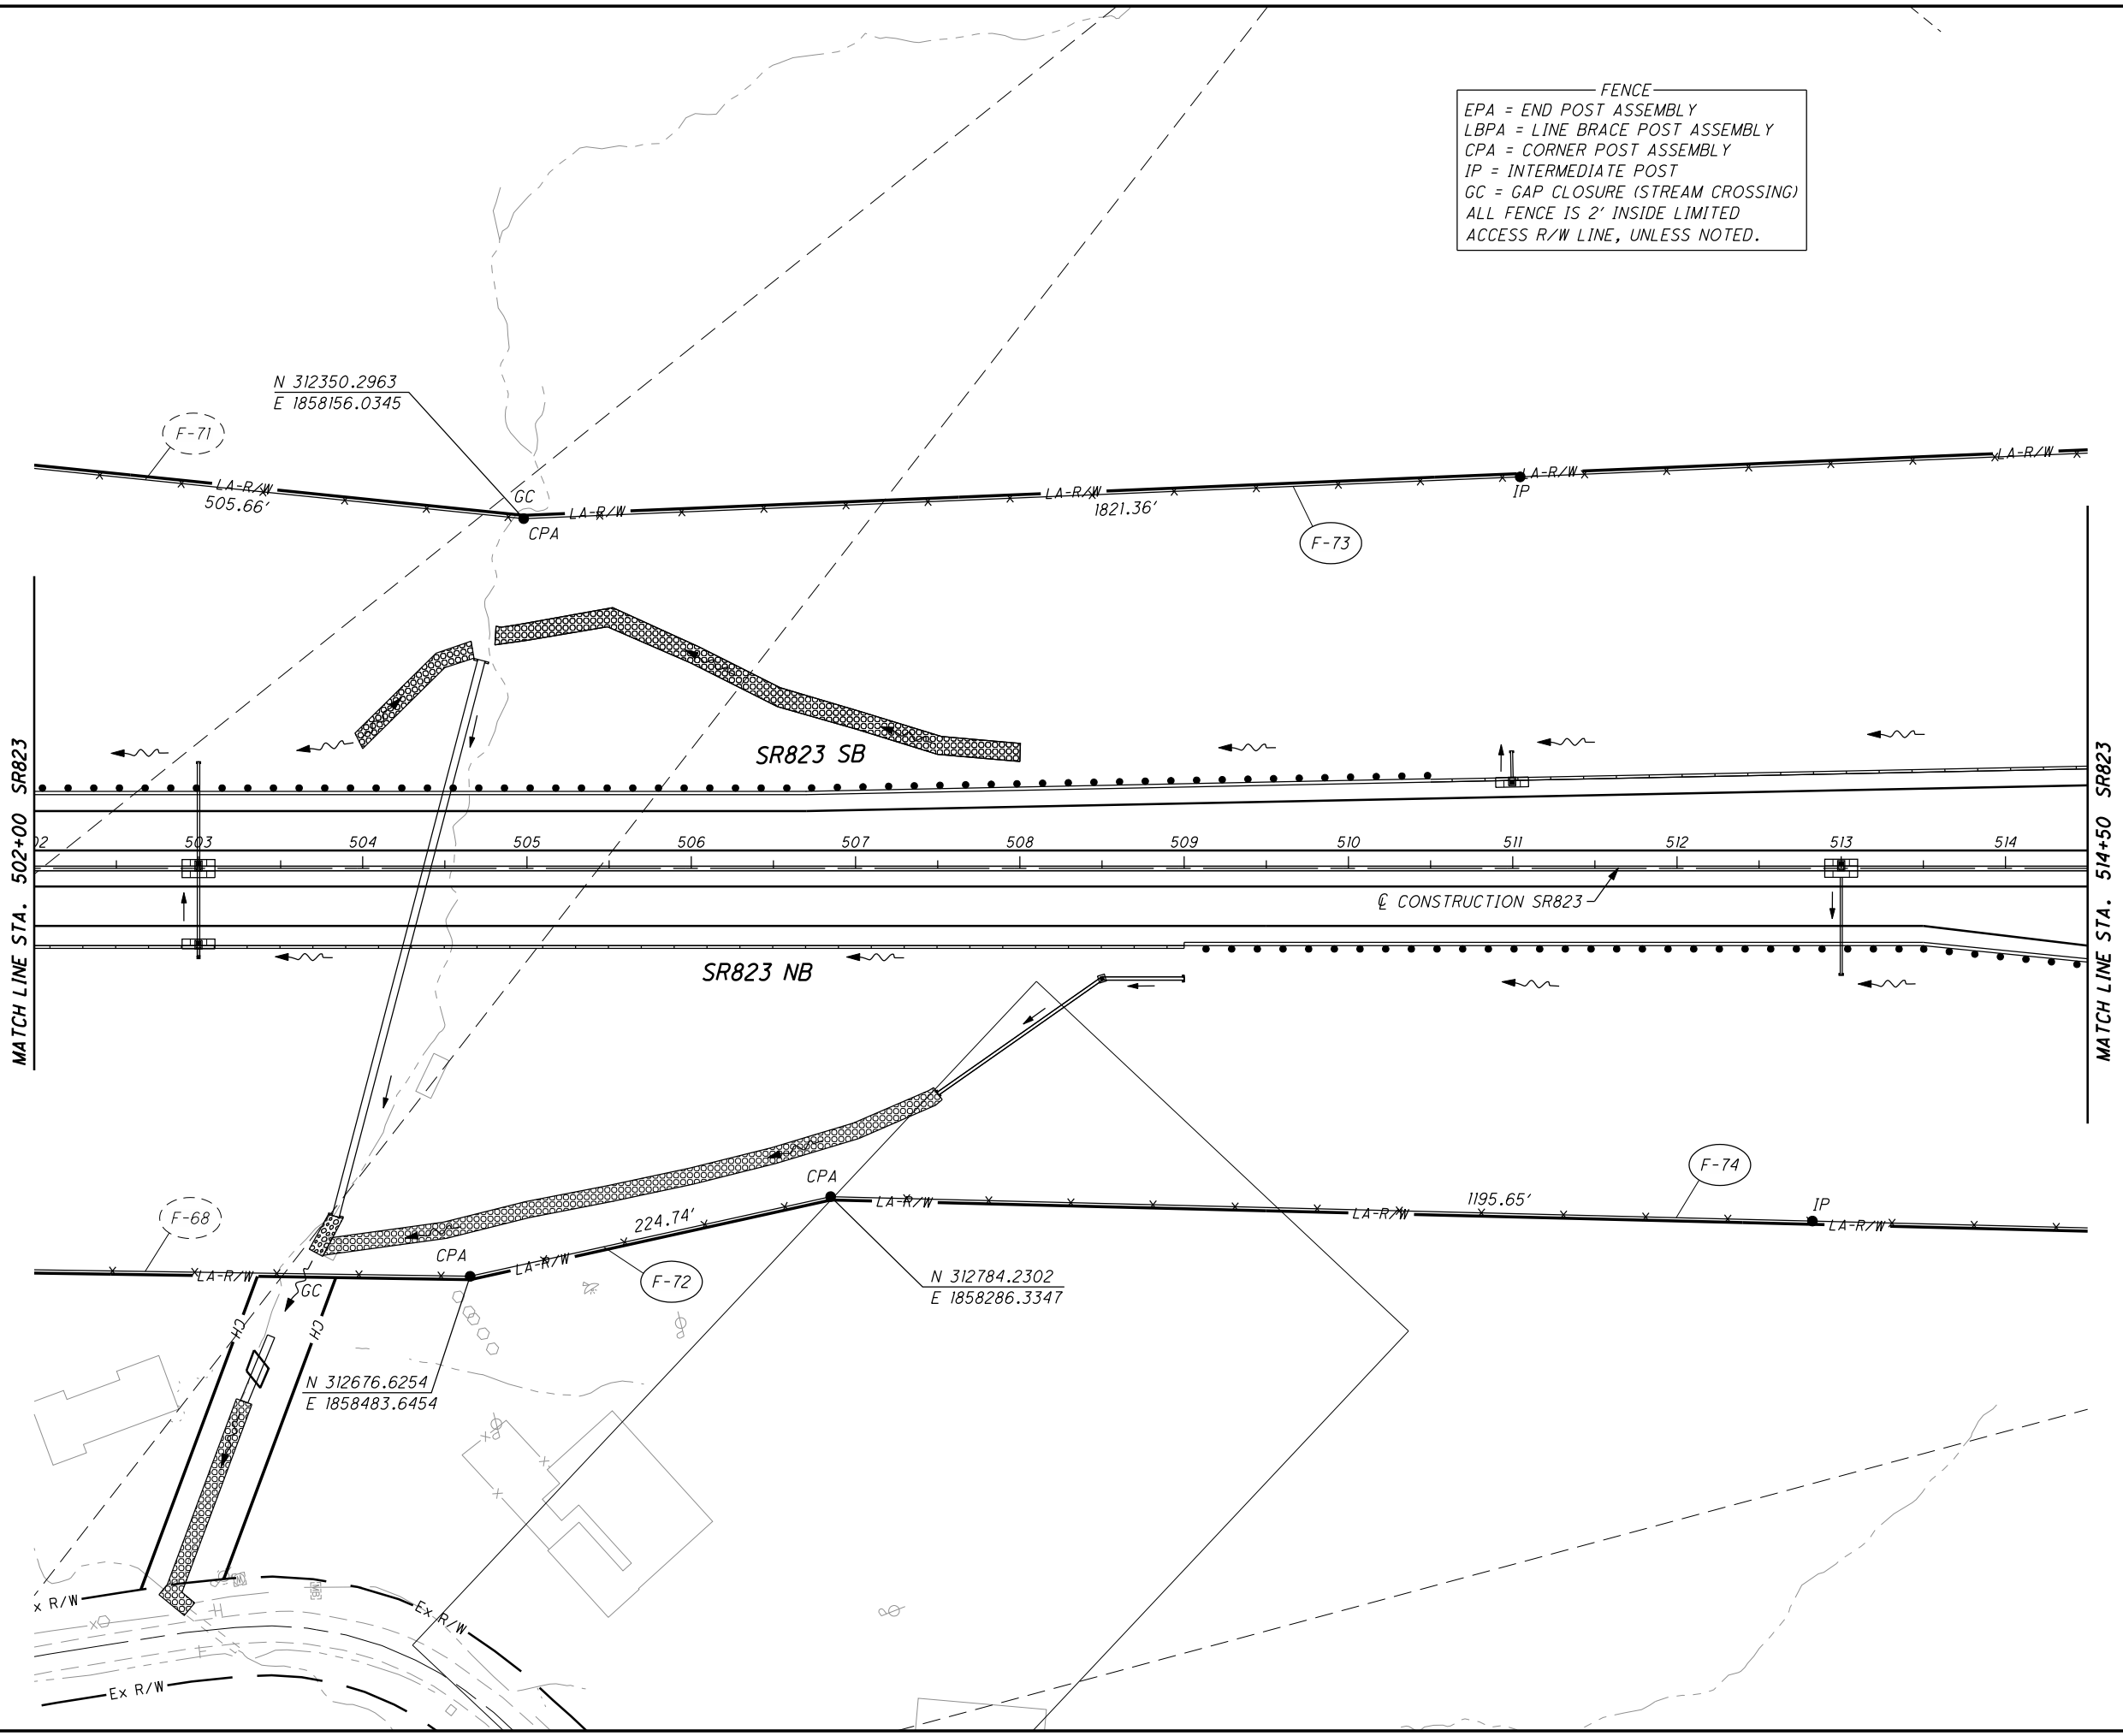 FENCE
EPA = END POST ASSEMBLY
LBPA = LINE BRACE POST ASSEMBLY
CPA = CORNER POST ASSEMBLY
IP = INTERMEDIATE POST
GC = GAP CLOSURE (STREAM CROSSING)
ALL FENCE IS 2' INSIDE LIMITED
ACCESS R/W LINE, UNLESS NOTED.
N 312350.2963
E 1858156.0345
F-71
LA-R/W
505.66'
GC
CPA
LA-R/W
LA-R/W
1821.36'
F-73
LA-R/W
IP
LA-R/W
MATCH LINE STA. 502+00 SR823
MATCH LINE STA. 514+50 SR823
SR823 SB
02 503 504 505 506 507 508 509 510 511 512 513 514
℄ CONSTRUCTION SR823
SR823 NB
F-68
LA-R/W
GC
CPA
224.74'
LA-R/W
F-72
CPA
LA-R/W
N 312784.2302
E 1858286.3347
LA-R/W
1195.65'
F-74
IP
LA-R/W
CH
CH
N 312676.6254
E 1858483.6454
x R/W
MB
Ex R/W
Ex R/W